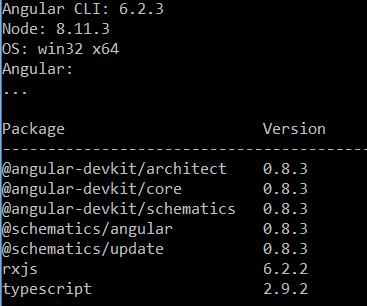 Angular CLI: 6.2.3
Node: 8.11.3
OS: win32 x64
Angular:
...
Package Version
------------------------------------------
@angular-devkit/architect 0.8.3
@angular-devkit/core 0.8.3
@angular-devkit/schematics 0.8.3
@schematics/angular 0.8.3
@schematics/update 0.8.3
rxjs 6.2.2
typescript 2.9.2